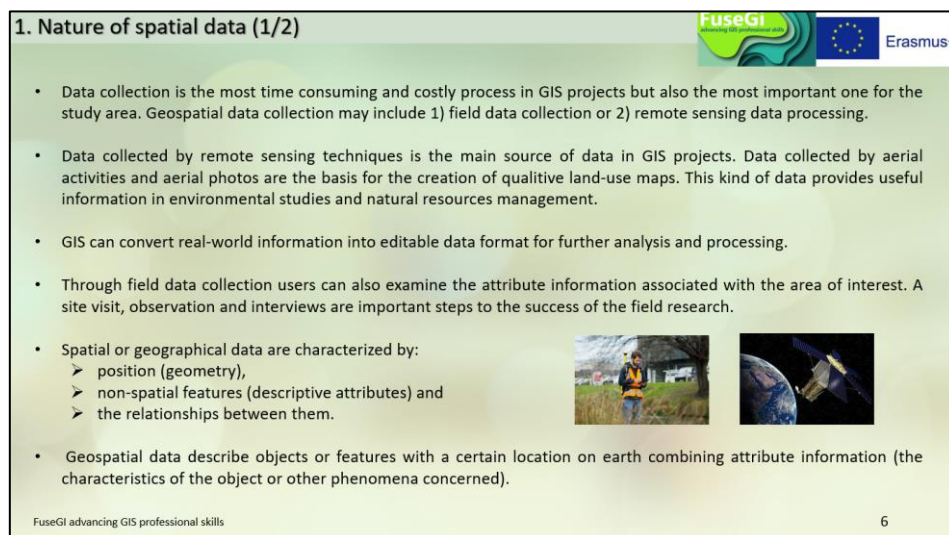 1. Nature of spatial data (1/2)
FuseGi
advancing GIS professional skills
Erasmus
• Data collection is the most time consuming and costly process in GIS projects but also the most important one for the
study area. Geospatial data collection may include 1) field data collection or 2) remote sensing data processing.
• Data collected by remote sensing techniques is the main source of data in GIS projects. Data collected by aerial
activities and aerial photos are the basis for the creation of qualitive land-use maps. This kind of data provides useful
information in environmental studies and natural resources management.
• GIS can convert real-world information into editable data format for further analysis and processing.
• Through field data collection users can also examine the attribute information associated with the area of interest. A
site visit, observation and interviews are important steps to the success of the field research.
• Spatial or geographical data are characterized by:
➢ position (geometry),
➢ non-spatial features (descriptive attributes) and
➢ the relationships between them.
• Geospatial data describe objects or features with a certain location on earth combining attribute information (the
characteristics of the object or other phenomena concerned).
FuseGI advancing GIS professional skills
6